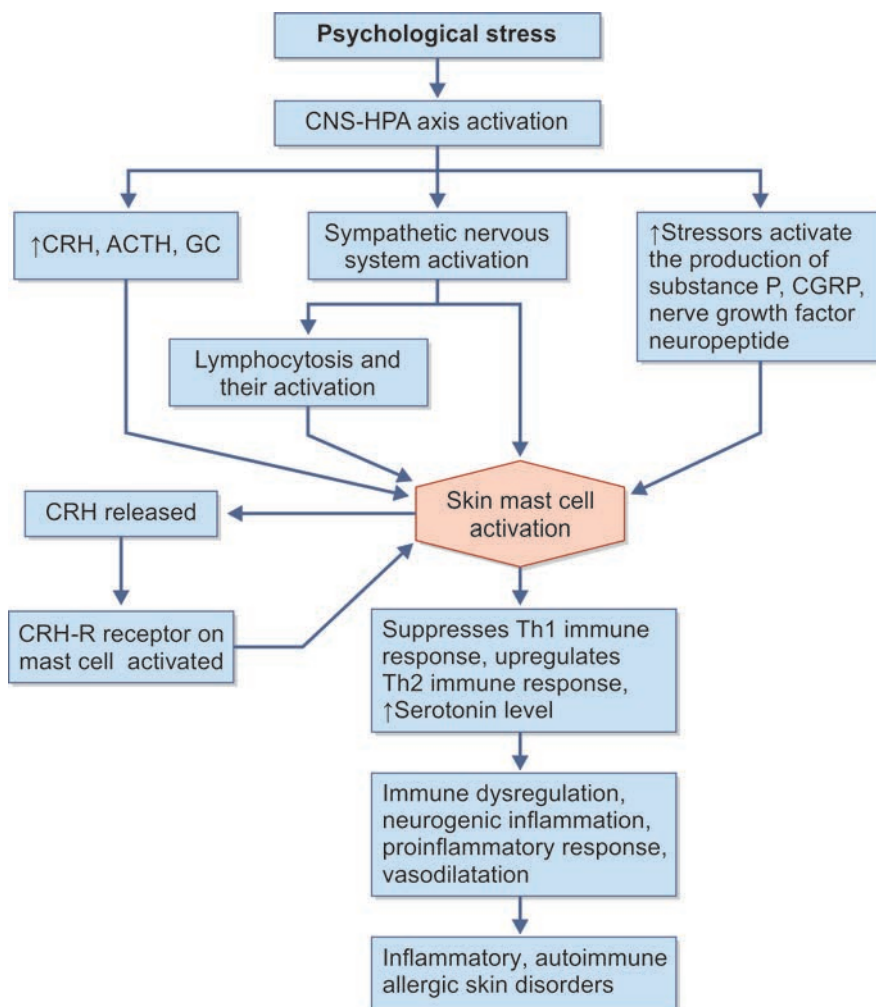 Psychological stress
CNS-HPA axis activation
↑CRH, ACTH, GC
Sympathetic nervous
system activation
↑Stressors activate
the production of
substance P, CGRP,
nerve growth factor
neuropeptide
Lymphocytosis and
their activation
Skin mast cell
activation
CRH released
CRH-R receptor on
mast cell activated
Suppresses Th1 immune
response, upregulates
Th2 immune response,
↑Serotonin level
Immune dysregulation,
neurogenic inflammation,
proinflammatory response,
vasodilatation
Inflammatory, autoimmune
allergic skin disorders